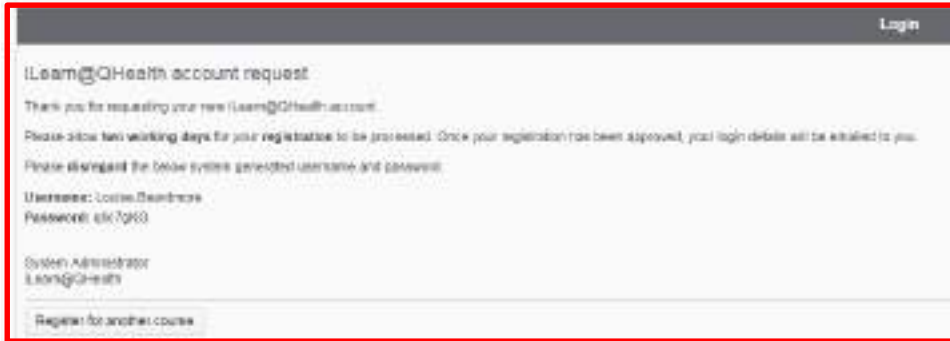 Login
iLearn@QHealth account request
Thank you for requesting your new iLearn@QHealth account.
Please allow two working days for your registration to be processed. Once your registration has been approved, your login details will be emailed to you.
Please disregard the below system generated username and password.
Username: Louise.
Password:
System Administrator
iLearn@QHealth
Register for another course